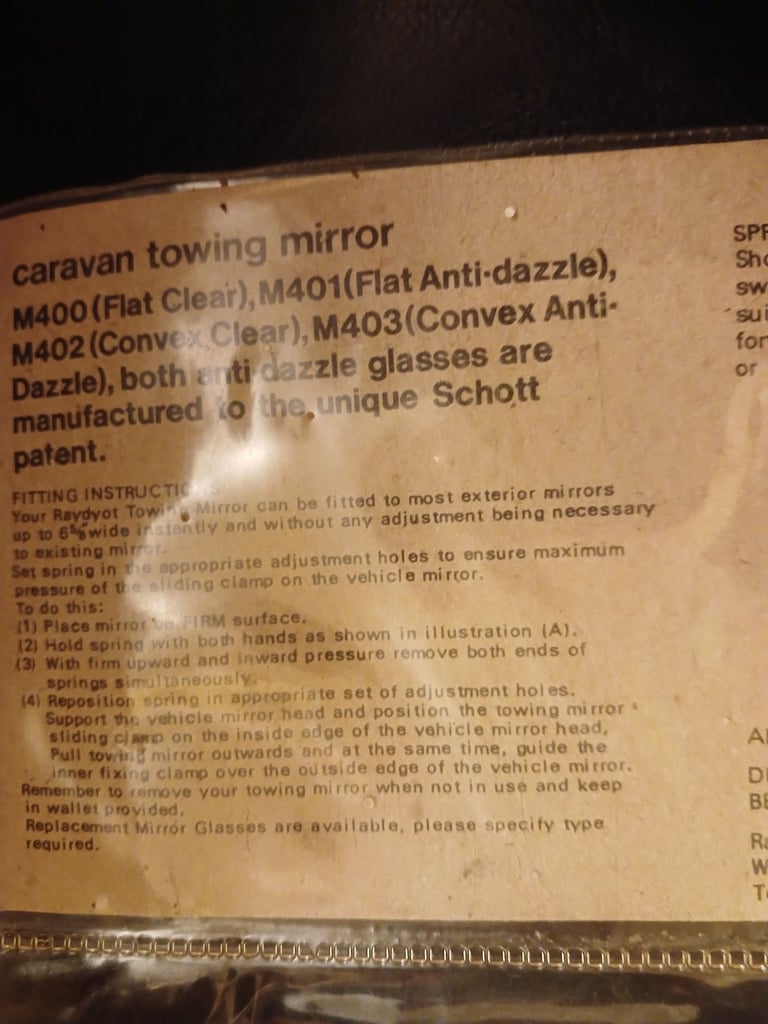 caravan towing mirror
M400 (Flat Clear), M401 (Flat Anti-dazzle),
M402 (Convex Clear), M403 (Convex Anti-
Dazzle), both anti dazzle glasses are
manufactured to the unique Schott
patent.
FITTING INSTRUCTI
Your Raydyot Towing Mirror can be fitted to most exterior mirrors
up to 6⅝" wide instantly and without any adjustment being necessary
to existing mirror.
Set spring in the appropriate adjustment holes to ensure maximum
pressure of the sliding clamp on the vehicle mirror.
To do this:
(1) Place mirror on FIRM surface.
(2) Hold spring with both hands as shown in illustration (A).
(3) With firm upward and inward pressure remove both ends of
springs simultaneously.
(4) Reposition spring in appropriate set of adjustment holes.
Support the vehicle mirror head and position the towing mirror
sliding clamp on the inside edge of the vehicle mirror head,
Pull towing mirror outwards and at the same time, guide the
inner fixing clamp over the outside edge of the vehicle mirror.
Remember to remove your towing mirror when not in use and keep
in wallet provided.
Replacement Mirror Glasses are available, please specify type
required.
SPR
Sho
sw
sui
for
or
D
BE
Ra
W